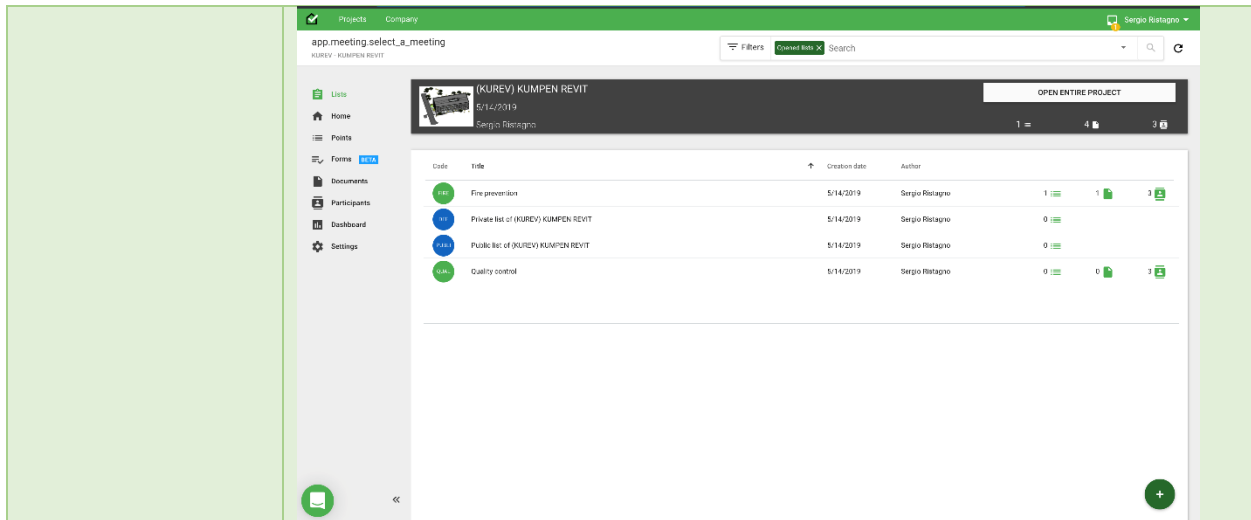 Projects Company Sergio Ristagno
app.meeting.select_a_meeting
KUREV - KUMPEN REVIT
Filters Opened lists X Search
Lists
Home
Points
Forms BETA
Documents
Participants
Dashboard
Settings
(KUREV) KUMPEN REVIT
5/14/2019
Sergio Ristagno
OPEN ENTIRE PROJECT
1 4 3
Code Title Creation date Author
FIRE Fire prevention 5/14/2019 Sergio Ristagno 1 1 3
Private list of (KUREV) KUMPEN REVIT 5/14/2019 Sergio Ristagno 0
Public list of (KUREV) KUMPEN REVIT 5/14/2019 Sergio Ristagno 0
QUAL Quality control 5/14/2019 Sergio Ristagno 0 0 3